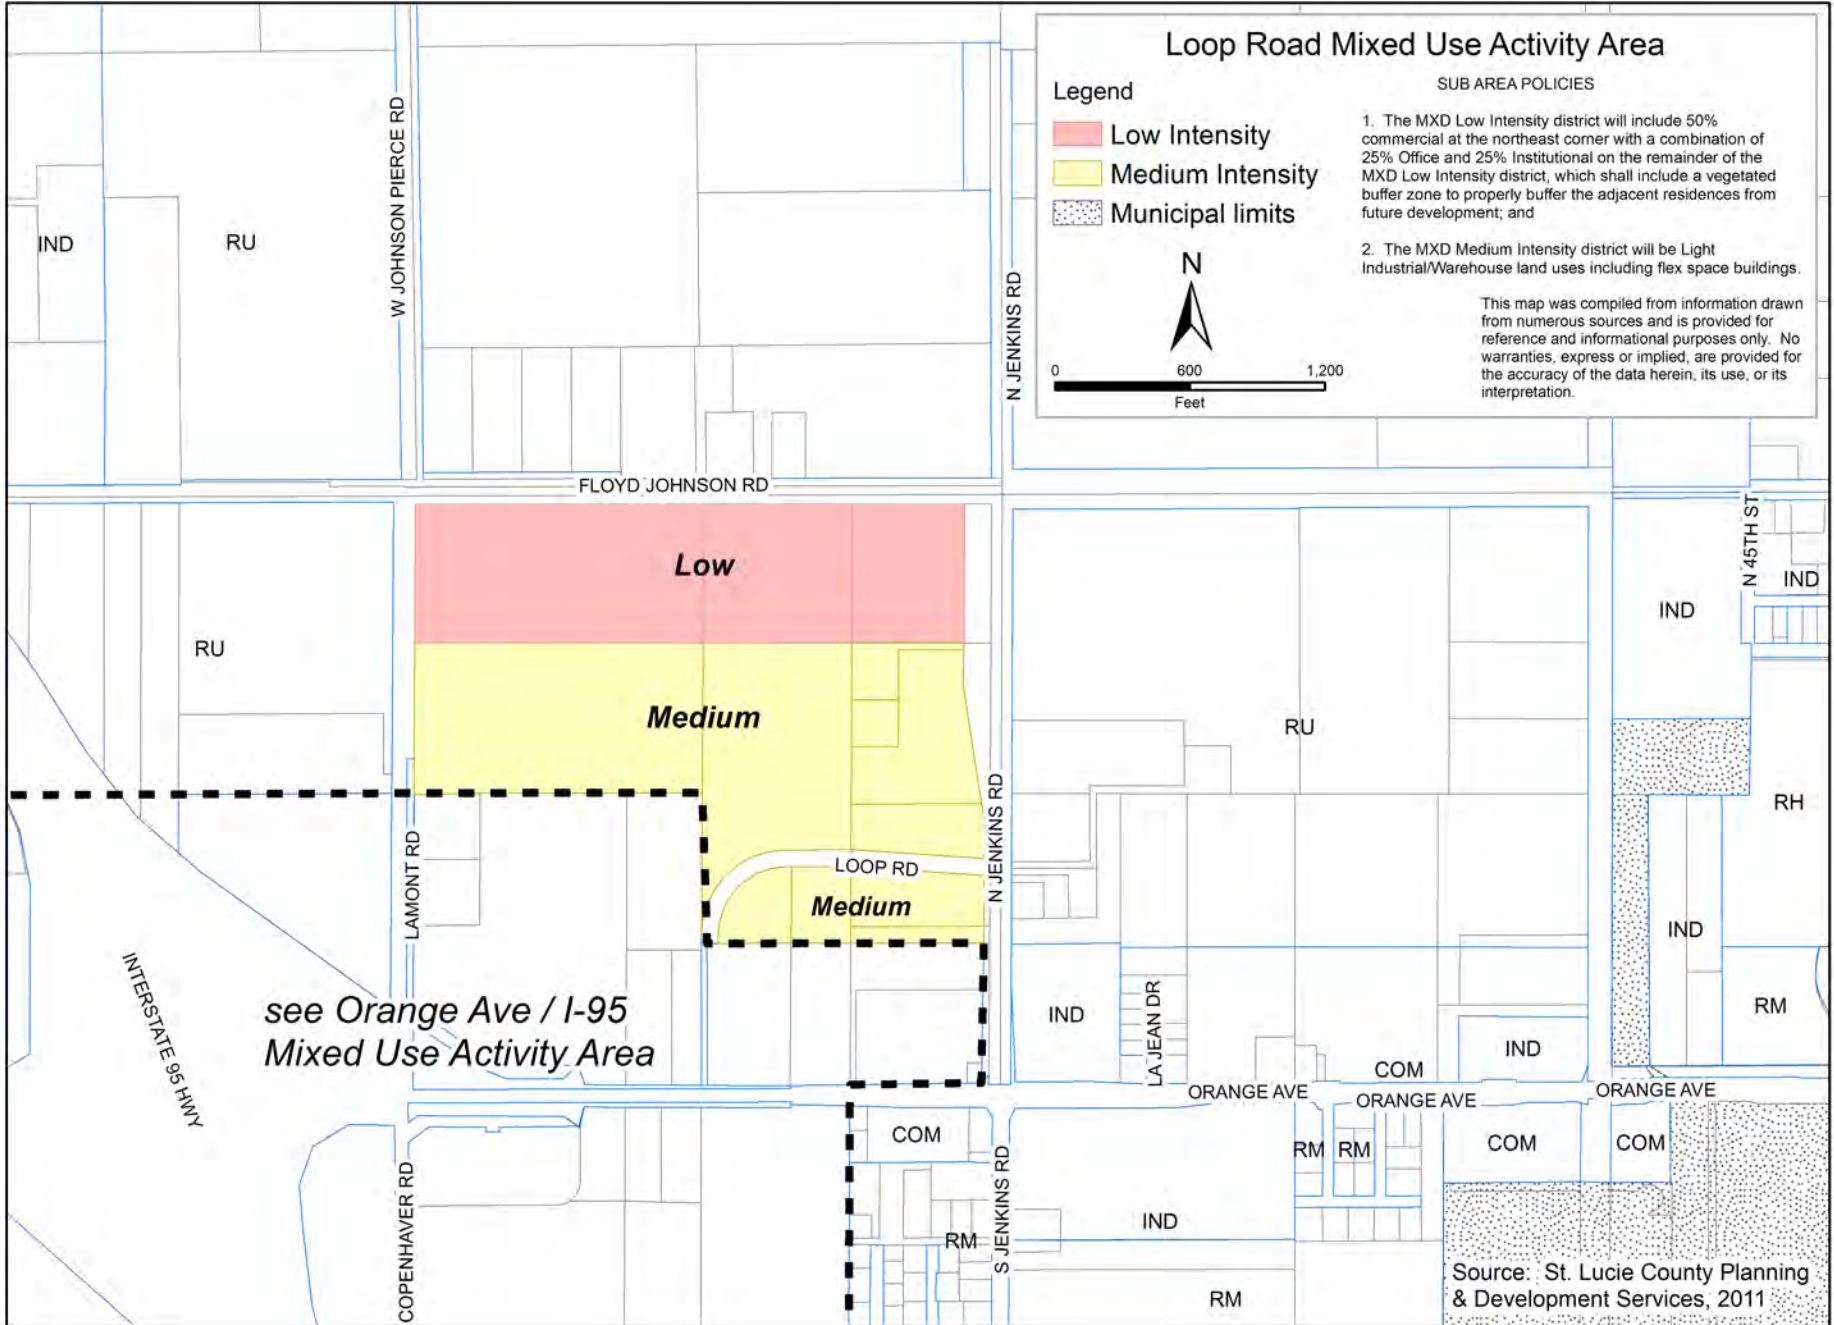 Loop Road Mixed Use Activity Area
SUB AREA POLICIES
Legend
Low Intensity
Medium Intensity
Municipal limits
1. The MXD Low Intensity district will include 50%
commercial at the northeast corner with a combination of
25% Office and 25% Institutional on the remainder of the
MXD Low Intensity district, which shall include a vegetated
buffer zone to properly buffer the adjacent residences from
future development; and
2. The MXD Medium Intensity district will be Light
Industrial/Warehouse land uses including flex space buildings.
This map was compiled from information drawn
from numerous sources and is provided for
reference and informational purposes only. No
warranties, express or implied, are provided for
the accuracy of the data herein, its use, or its
interpretation.
N
0 600 1,200
Feet
IND
RU
W JOHNSON PIERCE RD
N JENKINS RD
FLOYD JOHNSON RD
Low
N 45TH ST
IND
IND
RU
Medium
RU
RH
LAMONT RD
N JENKINS RD
LOOP RD
Medium
IND
INTERSTATE 95 HWY
see Orange Ave / I-95
Mixed Use Activity Area
IND
LA JEAN DR
IND
RM
COM
ORANGE AVE
ORANGE AVE
ORANGE AVE
COM
RM
RM
COM
COM
COPENHAVER RD
S JENKINS RD
RM
IND
RM
Source: St. Lucie County Planning
& Development Services, 2011